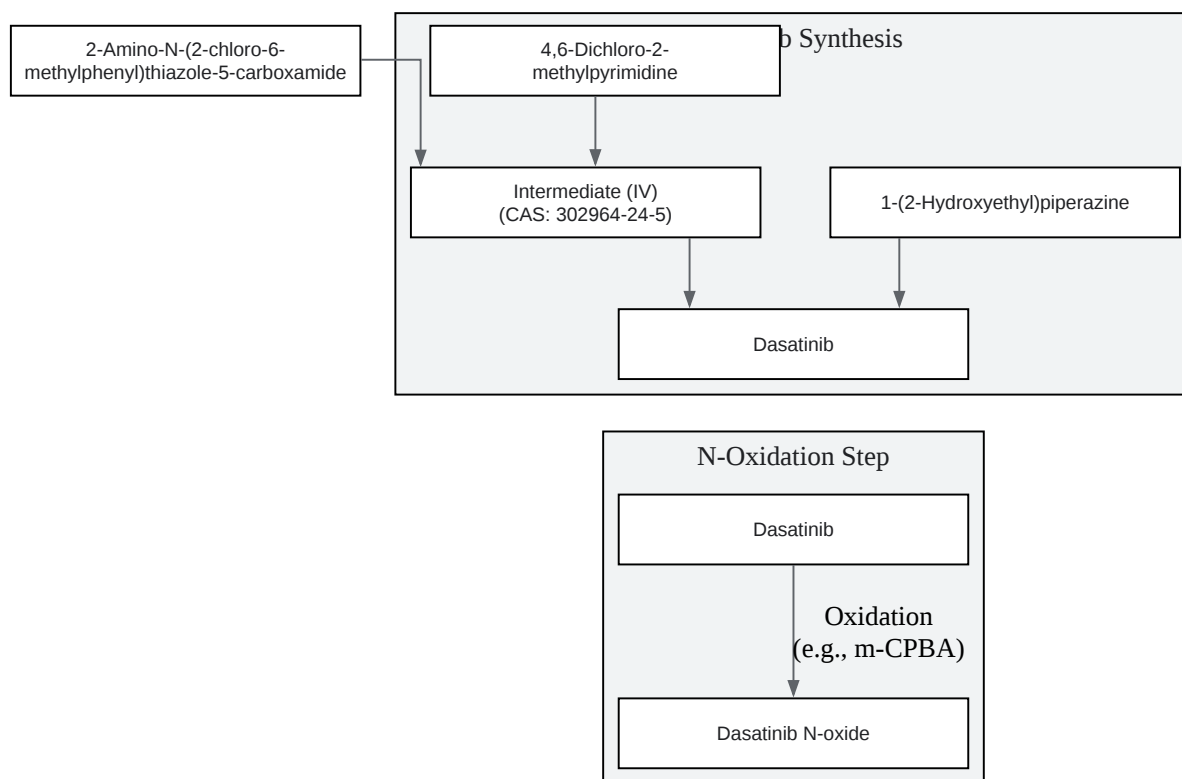 2-Amino-N-(2-chloro-6-
methylphenyl)thiazole-5-carboxamide
4,6-Dichloro-2-
methylpyrimidine
Synthesis
Intermediate (IV)
(CAS: 302964-24-5)
1-(2-Hydroxyethyl)piperazine
Dasatinib
N-Oxidation Step
Dasatinib
Oxidation
(e.g., m-CPBA)
Dasatinib N-oxide